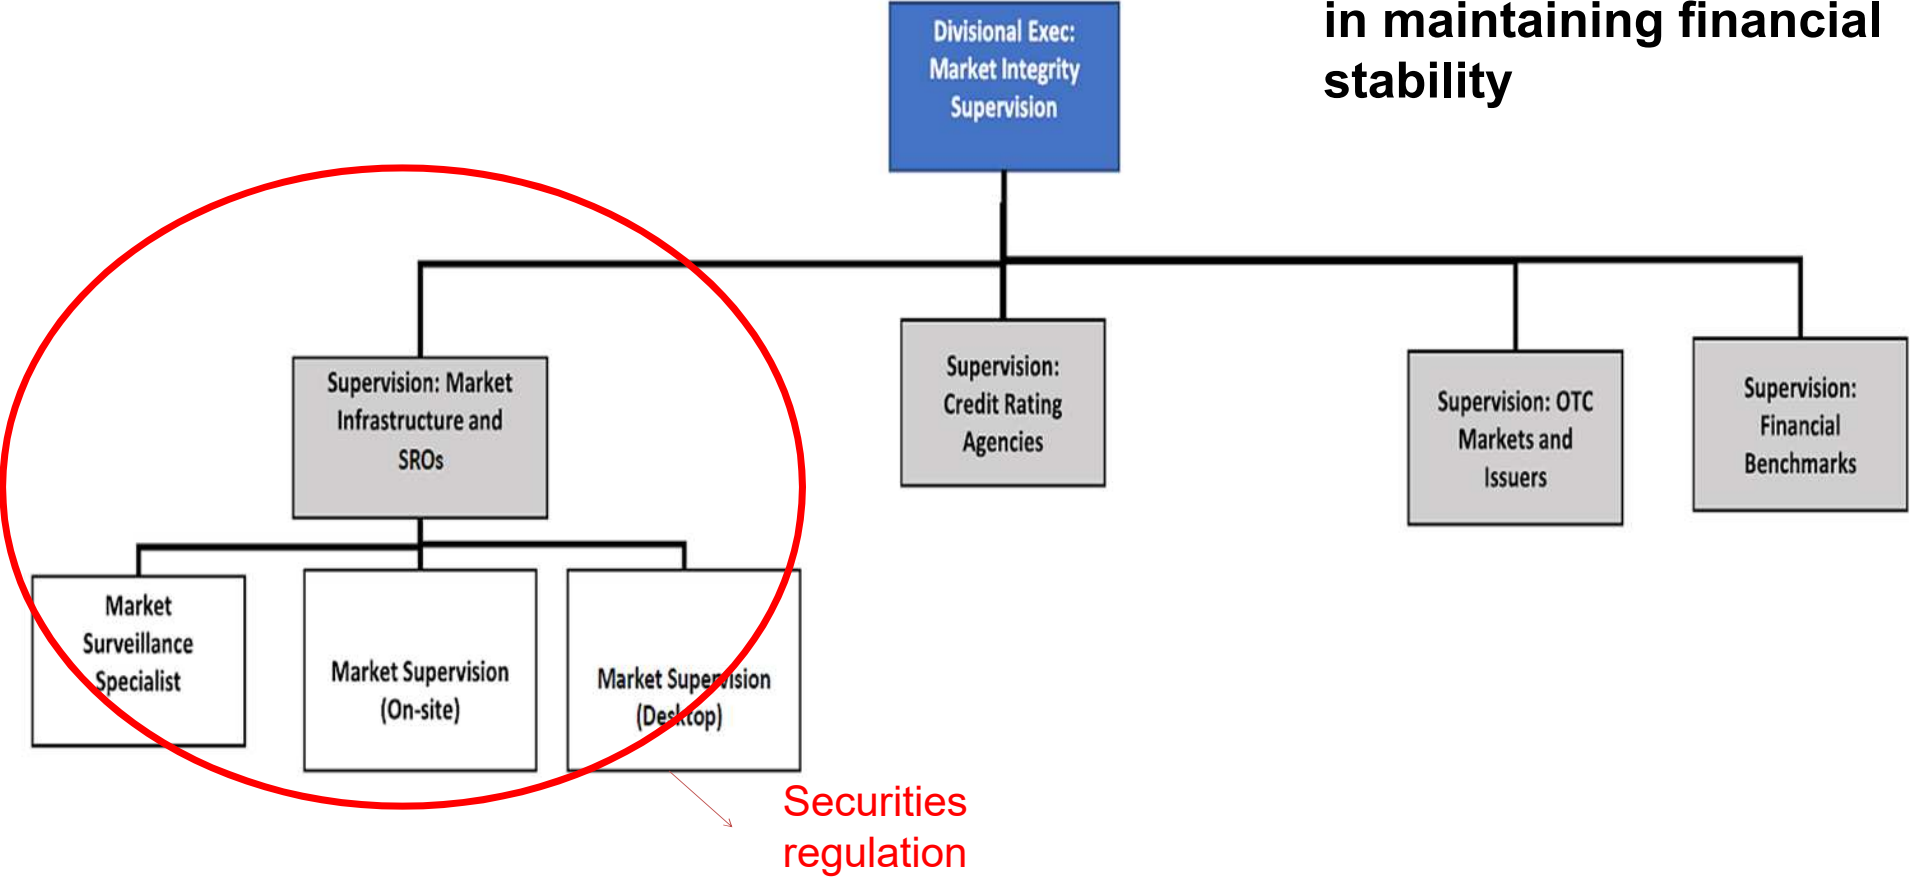 in maintaining financial
stability
Divisional Exec:
Market Integrity
Supervision
Supervision: Market
Infrastructure and
SROs
Supervision:
Credit Rating
Agencies
Supervision: OTC
Markets and
Issuers
Supervision:
Financial
Benchmarks
Market
Surveillance
Specialist
Market Supervision
(On-site)
Market Supervision
(Desktop)
Securities
regulation